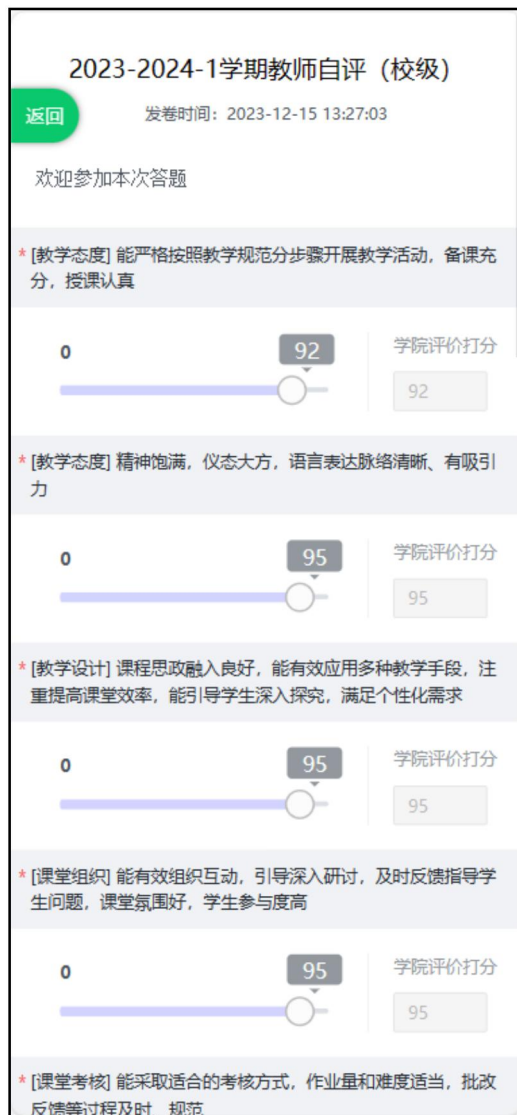 2023-2024-1学期教师自评（校级）
返回
发卷时间：2023-12-15 13:27:03
欢迎参加本次答题
* [教学态度] 能严格按照教学规范分步骤开展教学活动，备课充
分，授课认真
0
92
学院评价打分
92
* [教学态度] 精神饱满，仪态大方，语言表达脉络清晰、有吸引
力
0
95
学院评价打分
95
* [教学设计] 课程思政融入良好，能有效应用多种教学手段，注
重提高课堂效率，能引导学生深入探究，满足个性化需求
0
95
学院评价打分
95
* [课堂组织] 能有效组织互动，引导深入研讨，及时反馈指导学
生问题，课堂氛围好，学生参与度高
0
95
学院评价打分
95
* [课堂考核] 能采取适合的考核方式，作业量和难度适当，批改
反馈等过程及时、规范